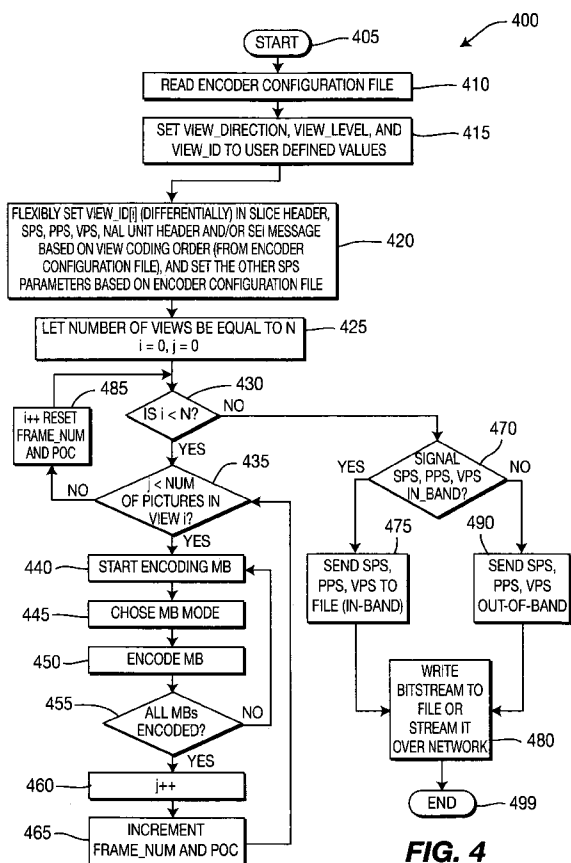 400
START
405
READ ENCODER CONFIGURATION FILE
410
SET VIEW_DIRECTION, VIEW_LEVEL, AND
VIEW_ID TO USER DEFINED VALUES
415
FLEXIBLY SET VIEW_ID[i] (DIFFERENTIALLY) IN SLICE HEADER,
SPS, PPS, VPS, NAL UNIT HEADER AND/OR SEI MESSAGE
BASED ON VIEW CODING ORDER (FROM ENCODER
CONFIGURATION FILE), AND SET THE OTHER SPS
PARAMETERS BASED ON ENCODER CONFIGURATION FILE
420
LET NUMBER OF VIEWS BE EQUAL TO N
i = 0, j = 0
425
485
i++ RESET
FRAME_NUM
AND POC
430
IS i < N?
NO
YES
435
j < NUM
OF PICTURES IN
VIEW i?
NO
YES
440
START ENCODING MB
445
CHOSE MB MODE
450
ENCODE MB
455
ALL MBs
ENCODED?
NO
YES
460
j++
465
INCREMENT
FRAME_NUM AND POC
470
SIGNAL
SPS, PPS, VPS
IN_BAND?
YES
NO
475
SEND SPS,
PPS, VPS TO
FILE (IN-BAND)
490
SEND SPS,
PPS, VPS
OUT-OF-BAND
WRITE
BITSTREAM TO
FILE OR
STREAM IT
OVER NETWORK
480
END
499
FIG. 4